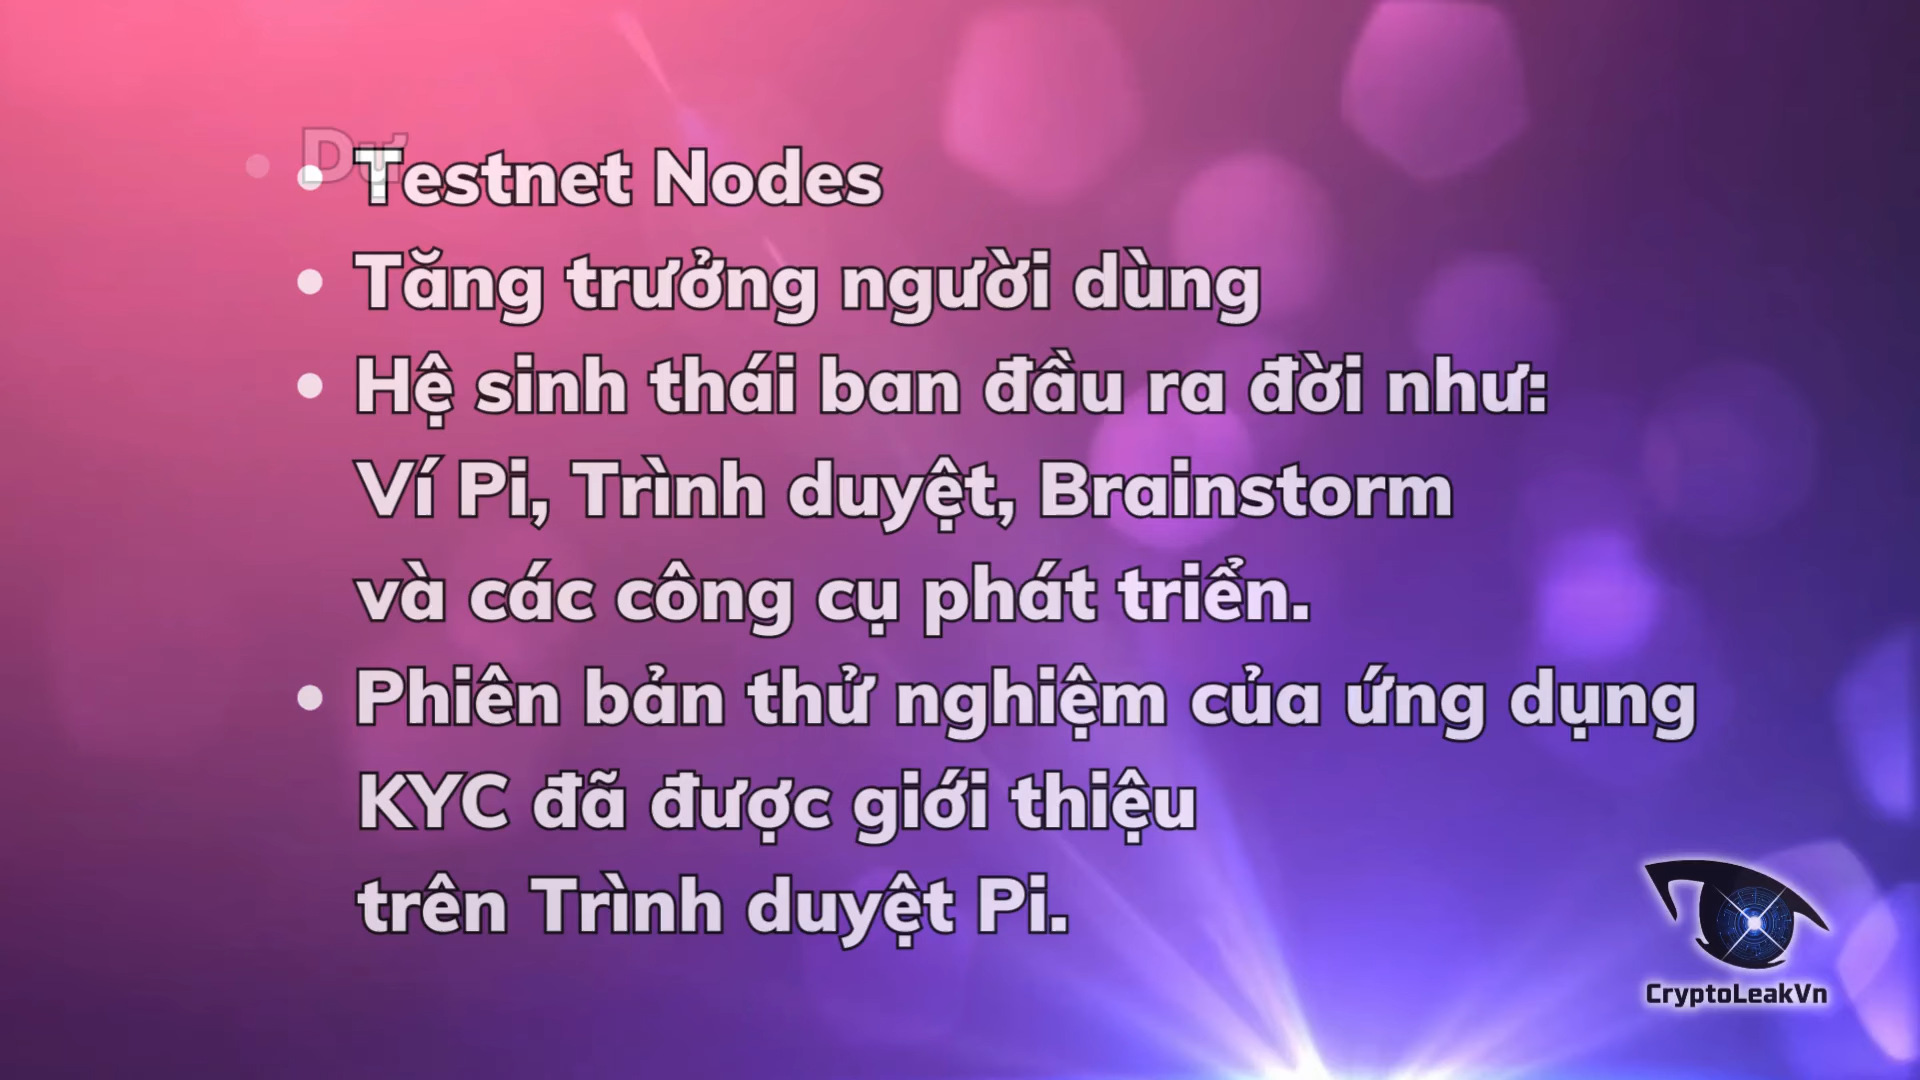 Dư
• Testnet Nodes
• Tăng trưởng người dùng
• Hệ sinh thái ban đầu ra đời như:
Ví Pi, Trình duyệt, Brainstorm
và các công cụ phát triển.
• Phiên bản thử nghiệm của ứng dụng
KYC đã được giới thiệu
trên Trình duyệt Pi.
CryptoLeakVn